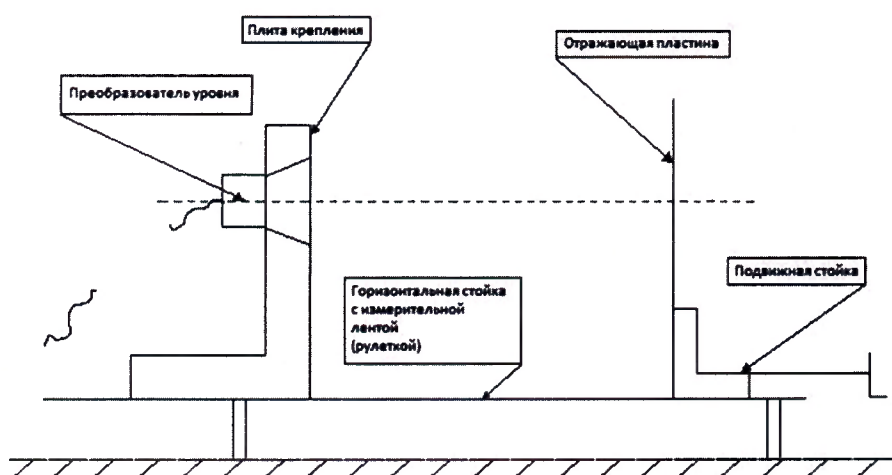 Плита крепления
Отражающая пластина
Преобразователь уровня
Подвижная стойка
Горизонтальная стойка
с измерительной
лентой
(рулеткой)